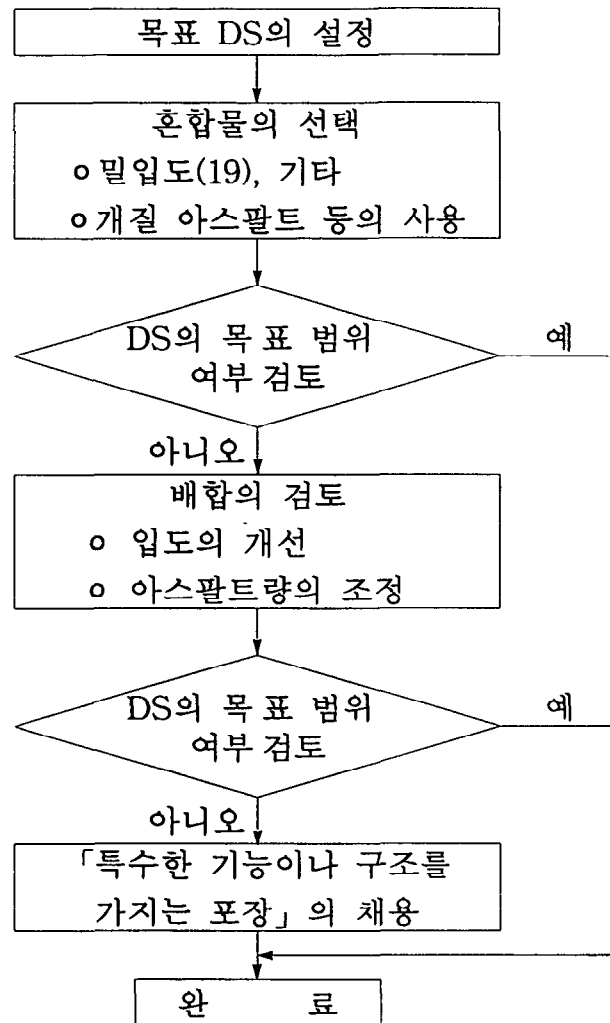 목표 DS의 설정
혼합물의 선택
o 밀입도(19), 기타
o 개질 아스팔트 등의 사용
DS의 목표 범위
여부 검토
예
아니오
배합의 검토
o 입도의 개선
o 아스팔트량의 조정
DS의 목표 범위
여부 검토
예
아니오
「특수한 기능이나 구조를
가지는 포장」의 채용
완 료